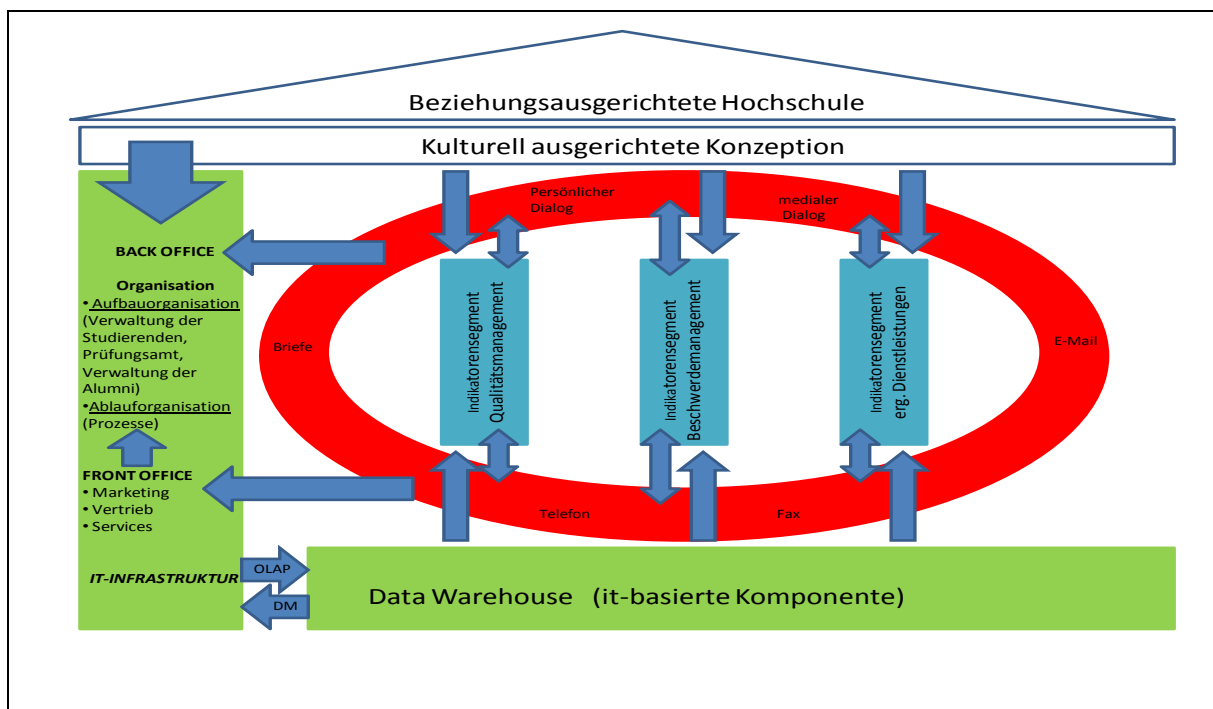 Beziehungsausgerichtete Hochschule
Kulturell ausgerichtete Konzeption
BACK OFFICE
Organisation
• Aufbauorganisation
(Verwaltung der
Studierenden,
Prüfungsamt,
Verwaltung der
Alumni)
•Ablauforganisation
(Prozesse)
FRONT OFFICE
• Marketing
• Vertrieb
• Services
IT-INFRASTRUKTUR
Persönlicher
Dialog
medialer
Dialog
Briefe
E-Mail
Indikatorensegment
Qualitätsmanagement
Indikatorensegment
Beschwerdemanagement
Indikatorensegment
erg. Dienstleistungen
Telefon
Fax
OLAP
DM
Data Warehouse (it-basierte Komponente)